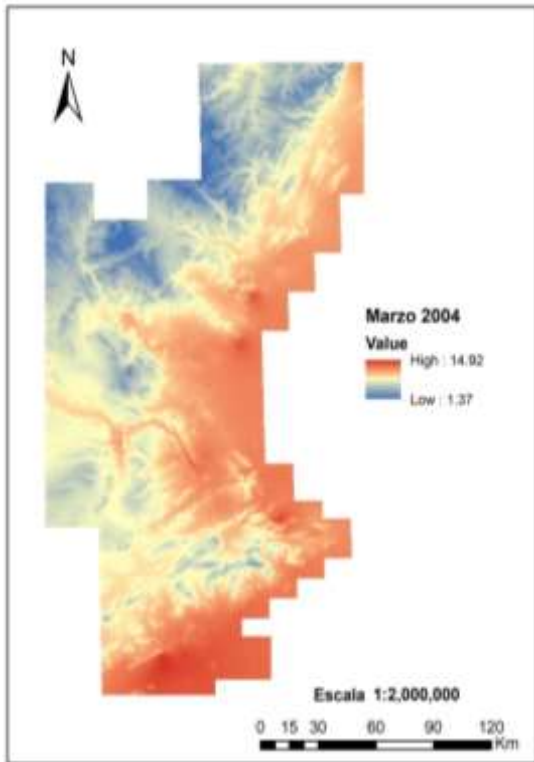 N
Marzo 2004
Value
High : 14.92
Low : 1.37
Escala 1:2,000,000
0 15 30 60 90 120
Km